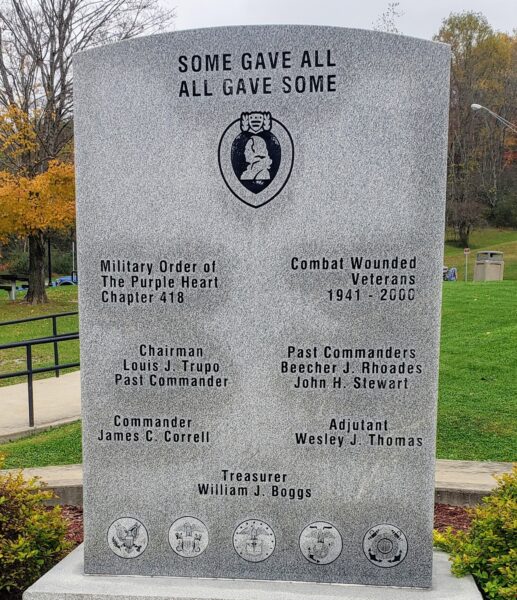 SOME GAVE ALL
ALL GAVE SOME
Military Order of
The Purple Heart
Chapter 418
Combat Wounded
Veterans
1941 - 2000
Chairman
Louis J. Trupo
Past Commander
Past Commanders
Beecher J. Rhoades
John H. Stewart
Commander
James C. Correll
Adjutant
Wesley J. Thomas
Treasurer
William J. Boggs